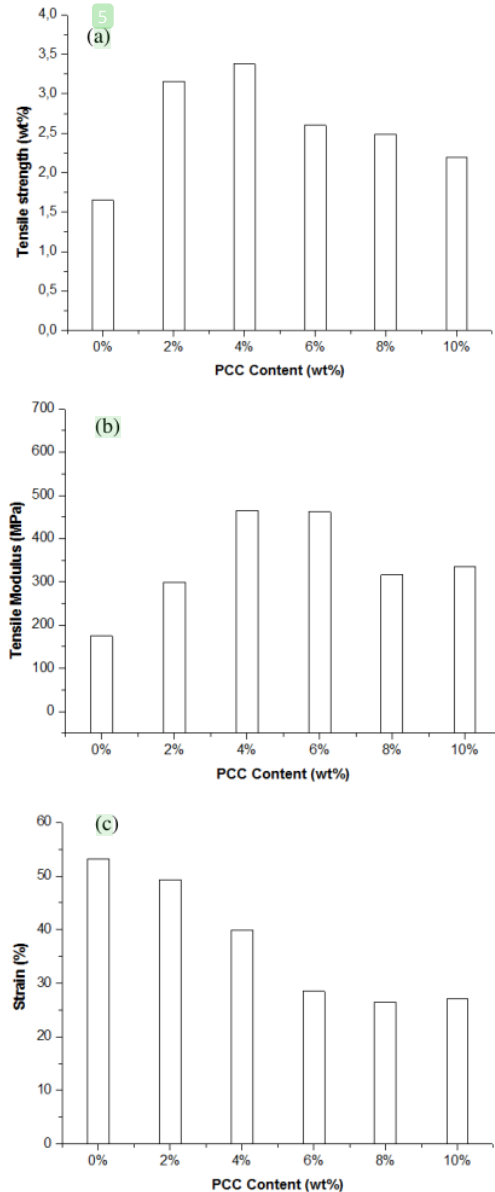 5
(a)
4,0
3,5
3,0
2,5
2,0
1,5
1,0
0,5
0,0
Tensile strength (wt%)
0% 2% 4% 6% 8% 10%
PCC Content (wt%)
(b)
700
600
500
400
300
200
100
0
Tensile Modulus (MPa)
0% 2% 4% 6% 8% 10%
PCC Content (wt%)
(c)
60
50
40
30
20
10
0
Strain (%)
0% 2% 4% 6% 8% 10%
PCC Content (wt%)